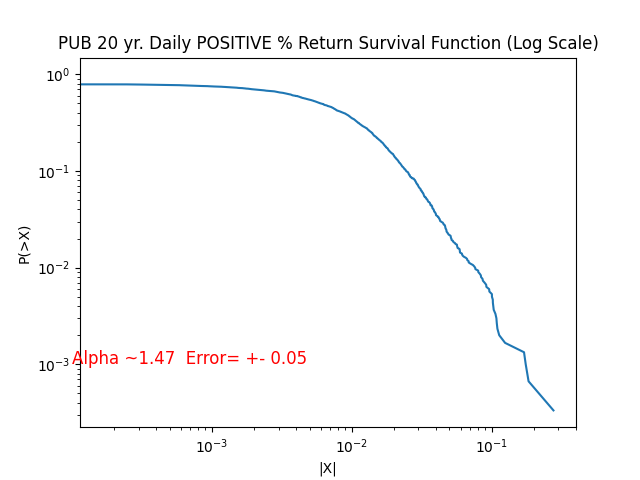 PUB 20 yr. Daily POSITIVE % Return Survival Function (Log Scale)
10⁰
10⁻¹
P(>X)
10⁻²
10⁻³
Alpha ~1.47  Error= +- 0.05
10⁻³ 10⁻² 10⁻¹
|X|